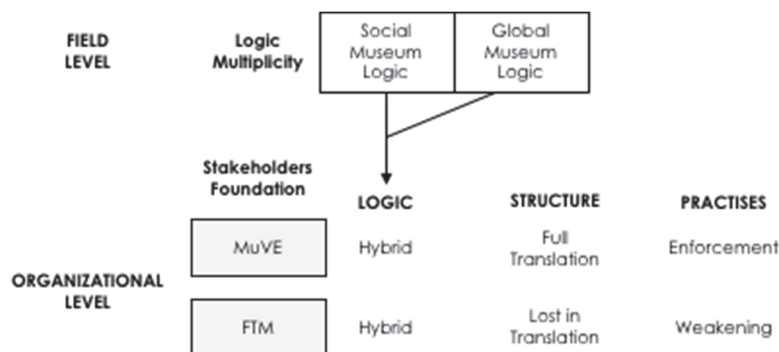 FIELD
LEVEL
Logic
Multiplicity
Social
Museum
Logic
Global
Museum
Logic
Stakeholders
Foundation
LOGIC
STRUCTURE
PRACTISES
ORGANIZATIONAL
LEVEL
MuVE
Hybrid
Full
Translation
Enforcement
FTM
Hybrid
Lost in
Translation
Weakening